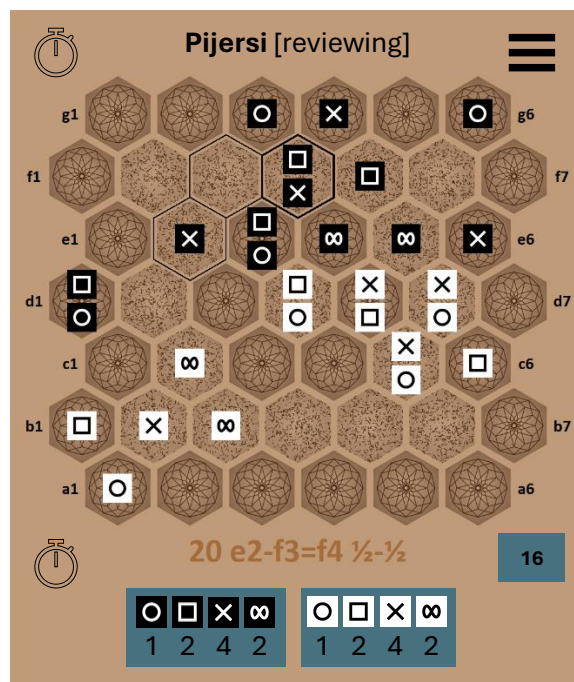 Pijersi [reviewing]
g1 g6
f1 f7
e1 e6
d1 d7
c1 c6
b1 b7
a1 a6
20 e2-f3=f4 ½-½
16
1 2 4 2 1 2 4 2